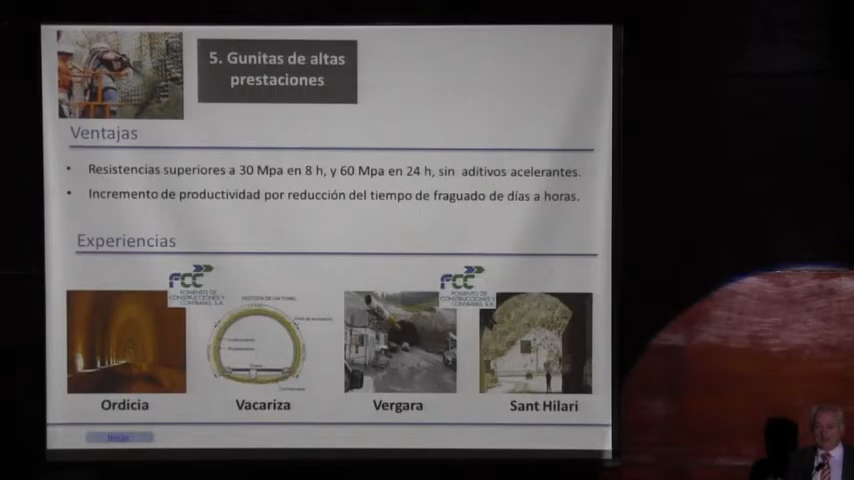 5. Gunitas de altas
prestaciones
Ventajas
• Resistencias superiores a 30 Mpa en 8 h, y 60 Mpa en 24 h, sin aditivos acelerantes.
• Incremento de productividad por reducción del tiempo de fraguado de días a horas.
Experiencias
FCC
FOMENTO DE
CONSTRUCCIONES Y
CONTRATAS, S.A.
FCC
FOMENTO DE
CONSTRUCCIONES Y
CONTRATAS, S.A.
SECCIÓN DE UN TUNEL
Ordicia
Vacariza
Vergara
Sant Hilari
Iniciar